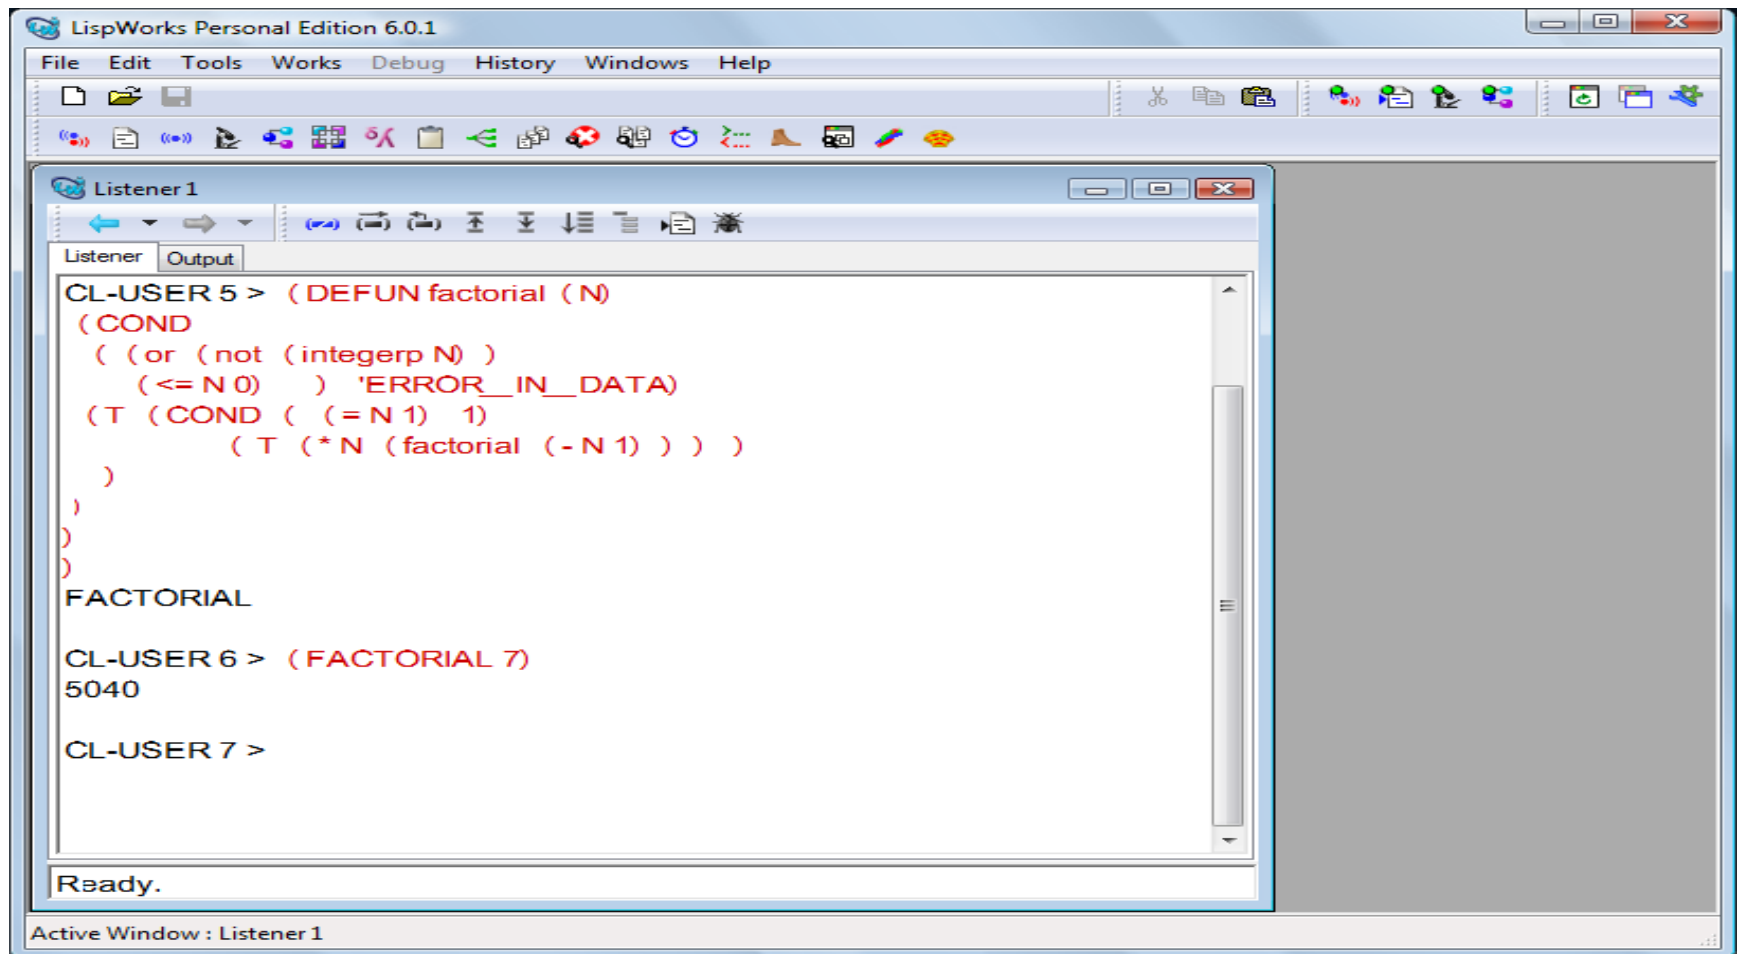 LispWorks Personal Edition 6.0.1
File Edit Tools Works Debug History Windows Help
Listener 1
Listener Output
CL-USER 5 > ( DEFUN factorial ( N)
( COND
( ( or ( not ( integerp N) )
( <= N 0) ) 'ERROR__IN__DATA)
( T ( COND ( ( = N 1) 1)
( T ( * N ( factorial ( - N 1) ) ) )
)
)
)
)
FACTORIAL
CL-USER 6 > ( FACTORIAL 7)
5040
CL-USER 7 >
Ready.
Active Window : Listener 1